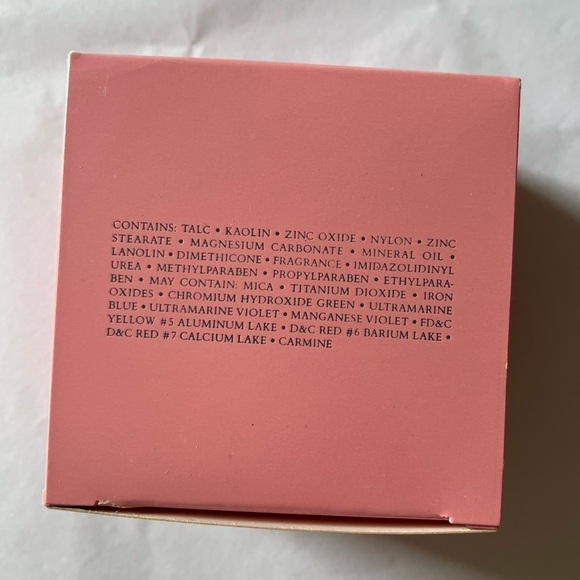 CONTAINS: TALC • KAOLIN • ZINC OXIDE • NYLON • ZINC
STEARATE • MAGNESIUM CARBONATE • MINERAL OIL •
LANOLIN • DIMETHICONE • FRAGRANCE • IMIDAZOLIDINYL
UREA • METHYLPARABEN • PROPYLPARABEN • ETHYLPARA-
BEN • MAY CONTAIN: MICA • TITANIUM DIOXIDE • IRON
OXIDES • CHROMIUM HYDROXIDE GREEN • ULTRAMARINE
BLUE • ULTRAMARINE VIOLET • MANGANESE VIOLET • FD&C
YELLOW #5 ALUMINUM LAKE • D&C RED #6 BARIUM LAKE •
D&C RED #7 CALCIUM LAKE • CARMINE